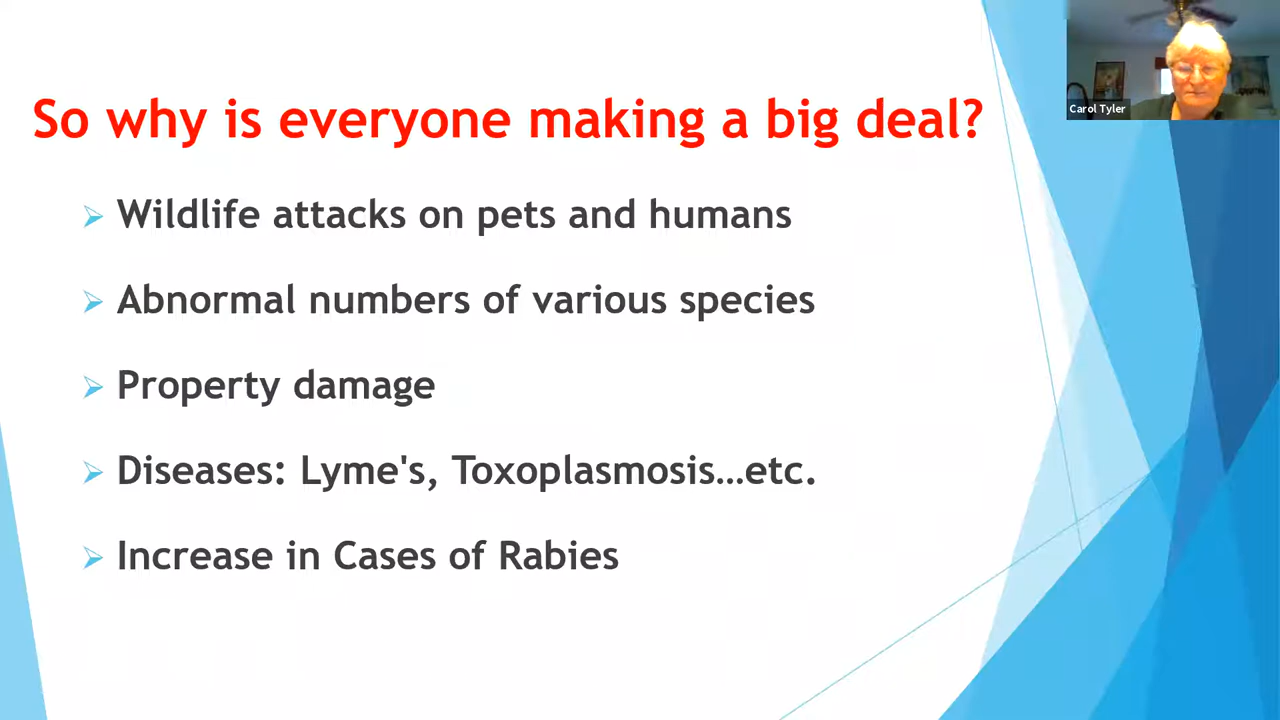 So why is everyone making a big deal?
Carol Tyler
Wildlife attacks on pets and humans
Abnormal numbers of various species
Property damage
Diseases: Lyme's, Toxoplasmosis…etc.
Increase in Cases of Rabies